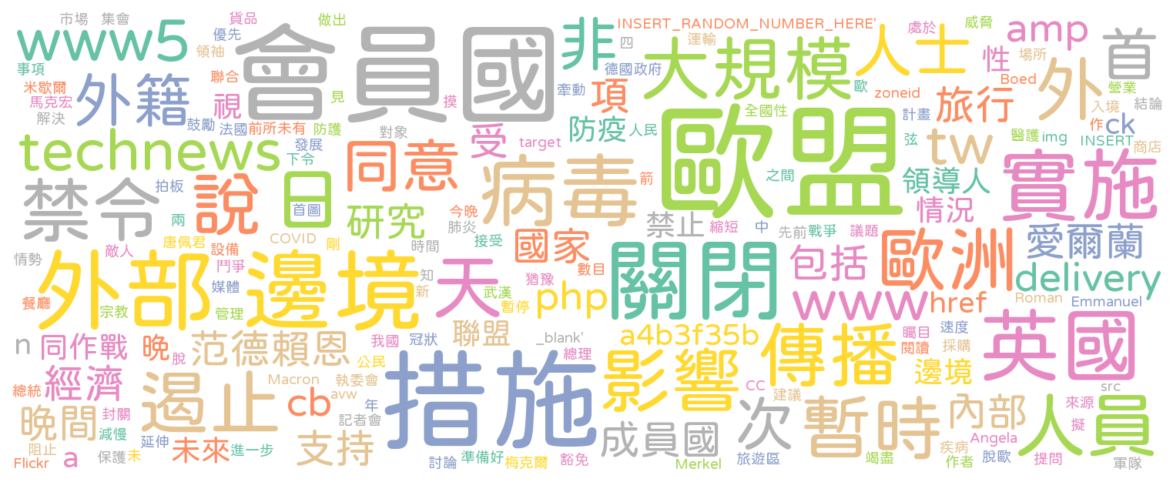 市場 集會 貨品 做出 INSERT_RANDOM_NUMBER_HERE' 處於 威脅
www5 會員國 非 四 運輸 大規模 人士 amp 首
優先 領袖 德國政府 歐 性 場所
事項 外籍 聯合 牽動 項 zoneid Boed 外 營業
米歇爾 視 見 摸 全國性 旅行 入境 結論
馬克宏 解決 鼓勵 法國 前所未有 防護 對象 防疫 人民 歐盟 計畫 弦 作 ck
technews 發展 下令 同意 受 target 之間 tw 醫護 img INSERT 商店
禁令 拍板 說 日 首圖 病毒 箭 領導人 實施
兩 研究 今晚 肺炎 禁止 縮短 中 先前 戰爭 議題 情況
唐佩君 COVID 剛 時間 接受 國家 數目 關閉 包括 歐洲 愛爾蘭
情勢 敵人 設備 鬥爭 外部 邊境 知 天 猶豫 delivery
餐廳 宗教 媒體 管理 新 武漢 暫停 php www href Roman Emmanuel
n 同作戰 晚 脫 范德賴恩 我國 冠狀 聯盟 _blank' a4b3f35b 傳播 矚目 速度 英國
總統 經濟 Macron 公民 執委會 措施 總理 影響 閱讀 採購 邊境
晚間 封關 遏止 cb avw 年 記者會 cc 建議 src
減慢 次 暫時 內部 人員 來源 擬
阻止 延伸 未來 進一步 支持 成員國 Angela 疾病 提問
Flickr a 保護 未 討論 準備好 梅克爾 豁免 Merkel 旅遊區 竭盡 作者 脫歐 軍隊